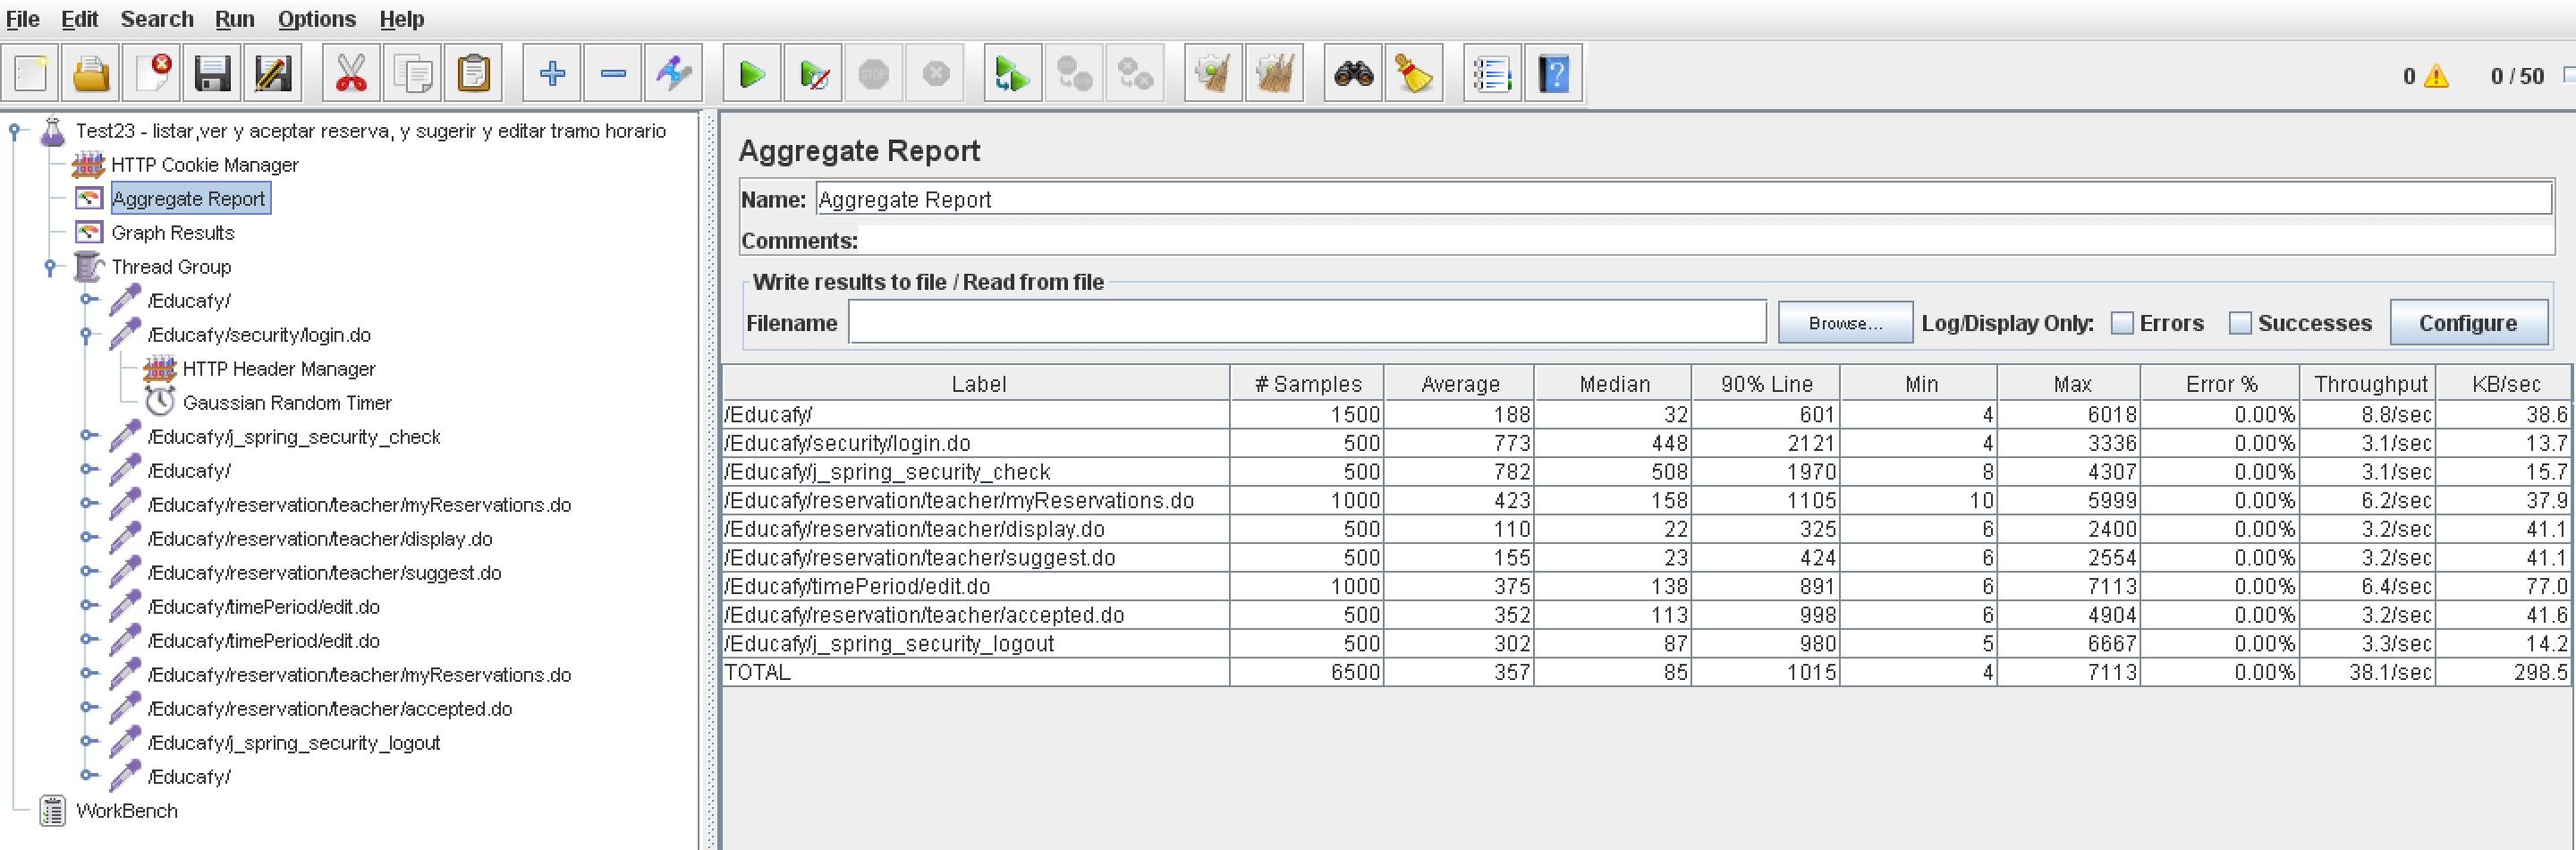 File Edit Search Run Options Help
STOP
0 0 / 50
Test23 - listar,ver y aceptar reserva, y sugerir y editar tramo horario
HTTP Cookie Manager
Aggregate Report
Graph Results
Thread Group
/Educafy/
/Educafy/security/login.do
HTTP Header Manager
Gaussian Random Timer
/Educafy/j_spring_security_check
/Educafy/
/Educafy/reservation/teacher/myReservations.do
/Educafy/reservation/teacher/display.do
/Educafy/reservation/teacher/suggest.do
/Educafy/timePeriod/edit.do
/Educafy/timePeriod/edit.do
/Educafy/reservation/teacher/myReservations.do
/Educafy/reservation/teacher/accepted.do
/Educafy/j_spring_security_logout
/Educafy/
WorkBench
Aggregate Report
Name: Aggregate Report
Comments:
Write results to file / Read from file
Filename Browse... Log/Display Only: Errors Successes Configure
Label # Samples Average Median 90% Line Min Max Error % Throughput KB/sec
/Educafy/ 1500 188 32 601 4 6018 0.00% 8.8/sec 38.6
/Educafy/security/login.do 500 773 448 2121 4 3336 0.00% 3.1/sec 13.7
/Educafy/j_spring_security_check 500 782 508 1970 8 4307 0.00% 3.1/sec 15.7
/Educafy/reservation/teacher/myReservations.do 1000 423 158 1105 10 5999 0.00% 6.2/sec 37.9
/Educafy/reservation/teacher/display.do 500 110 22 325 6 2400 0.00% 3.2/sec 41.1
/Educafy/reservation/teacher/suggest.do 500 155 23 424 6 2554 0.00% 3.2/sec 41.1
/Educafy/timePeriod/edit.do 1000 375 138 891 6 7113 0.00% 6.4/sec 77.0
/Educafy/reservation/teacher/accepted.do 500 352 113 998 6 4904 0.00% 3.2/sec 41.6
/Educafy/j_spring_security_logout 500 302 87 980 5 6667 0.00% 3.3/sec 14.2
TOTAL 6500 357 85 1015 4 7113 0.00% 38.1/sec 298.5